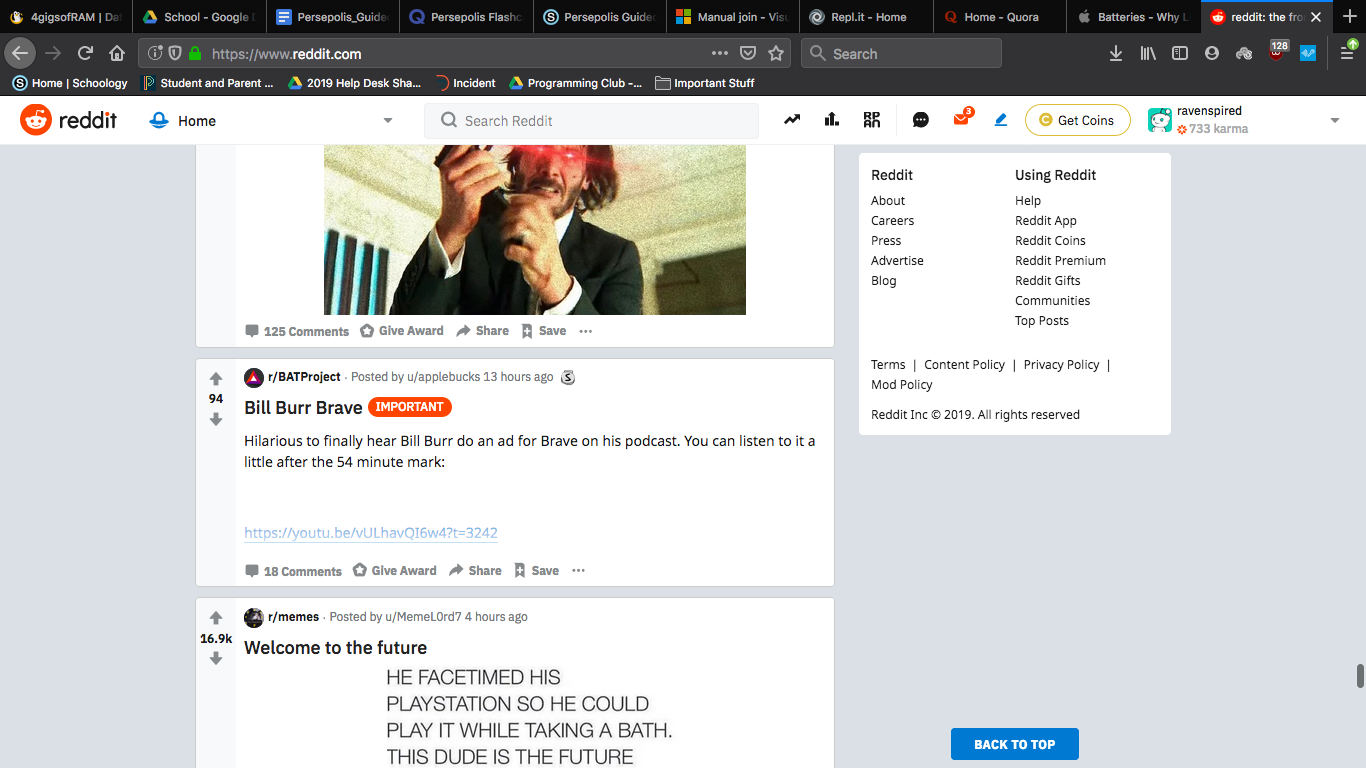 4gigsofRAM | Da
School - Google D
Persepolis_Guide
Persepolis Flashc
Persepolis Guide
Manual join - Visu
Repl.it - Home
Home - Quora
Batteries - Why L
reddit: the fro
https://www.reddit.com
Search
128
Home | Schoology
Student and Parent ...
2019 Help Desk Sha...
Incident
Programming Club -...
Important Stuff
reddit
Home
Search Reddit
3
Get Coins
ravenspired
733 karma
125 Comments
Give Award
Share
Save
r/BATProject · Posted by u/applebucks 13 hours ago
94
Bill Burr Brave IMPORTANT
Hilarious to finally hear Bill Burr do an ad for Brave on his podcast. You can listen to it a
little after the 54 minute mark:
https://youtu.be/vULhavQI6w4?t=3242
18 Comments
Give Award
Share
Save
r/memes · Posted by u/MemeL0rd7 4 hours ago
16.9k
Welcome to the future
HE FACETIMED HIS
PLAYSTATION SO HE COULD
PLAY IT WHILE TAKING A BATH.
THIS DUDE IS THE FUTURE
Reddit
About
Careers
Press
Advertise
Blog
Using Reddit
Help
Reddit App
Reddit Coins
Reddit Premium
Reddit Gifts
Communities
Top Posts
Terms | Content Policy | Privacy Policy |
Mod Policy
Reddit Inc © 2019. All rights reserved
BACK TO TOP